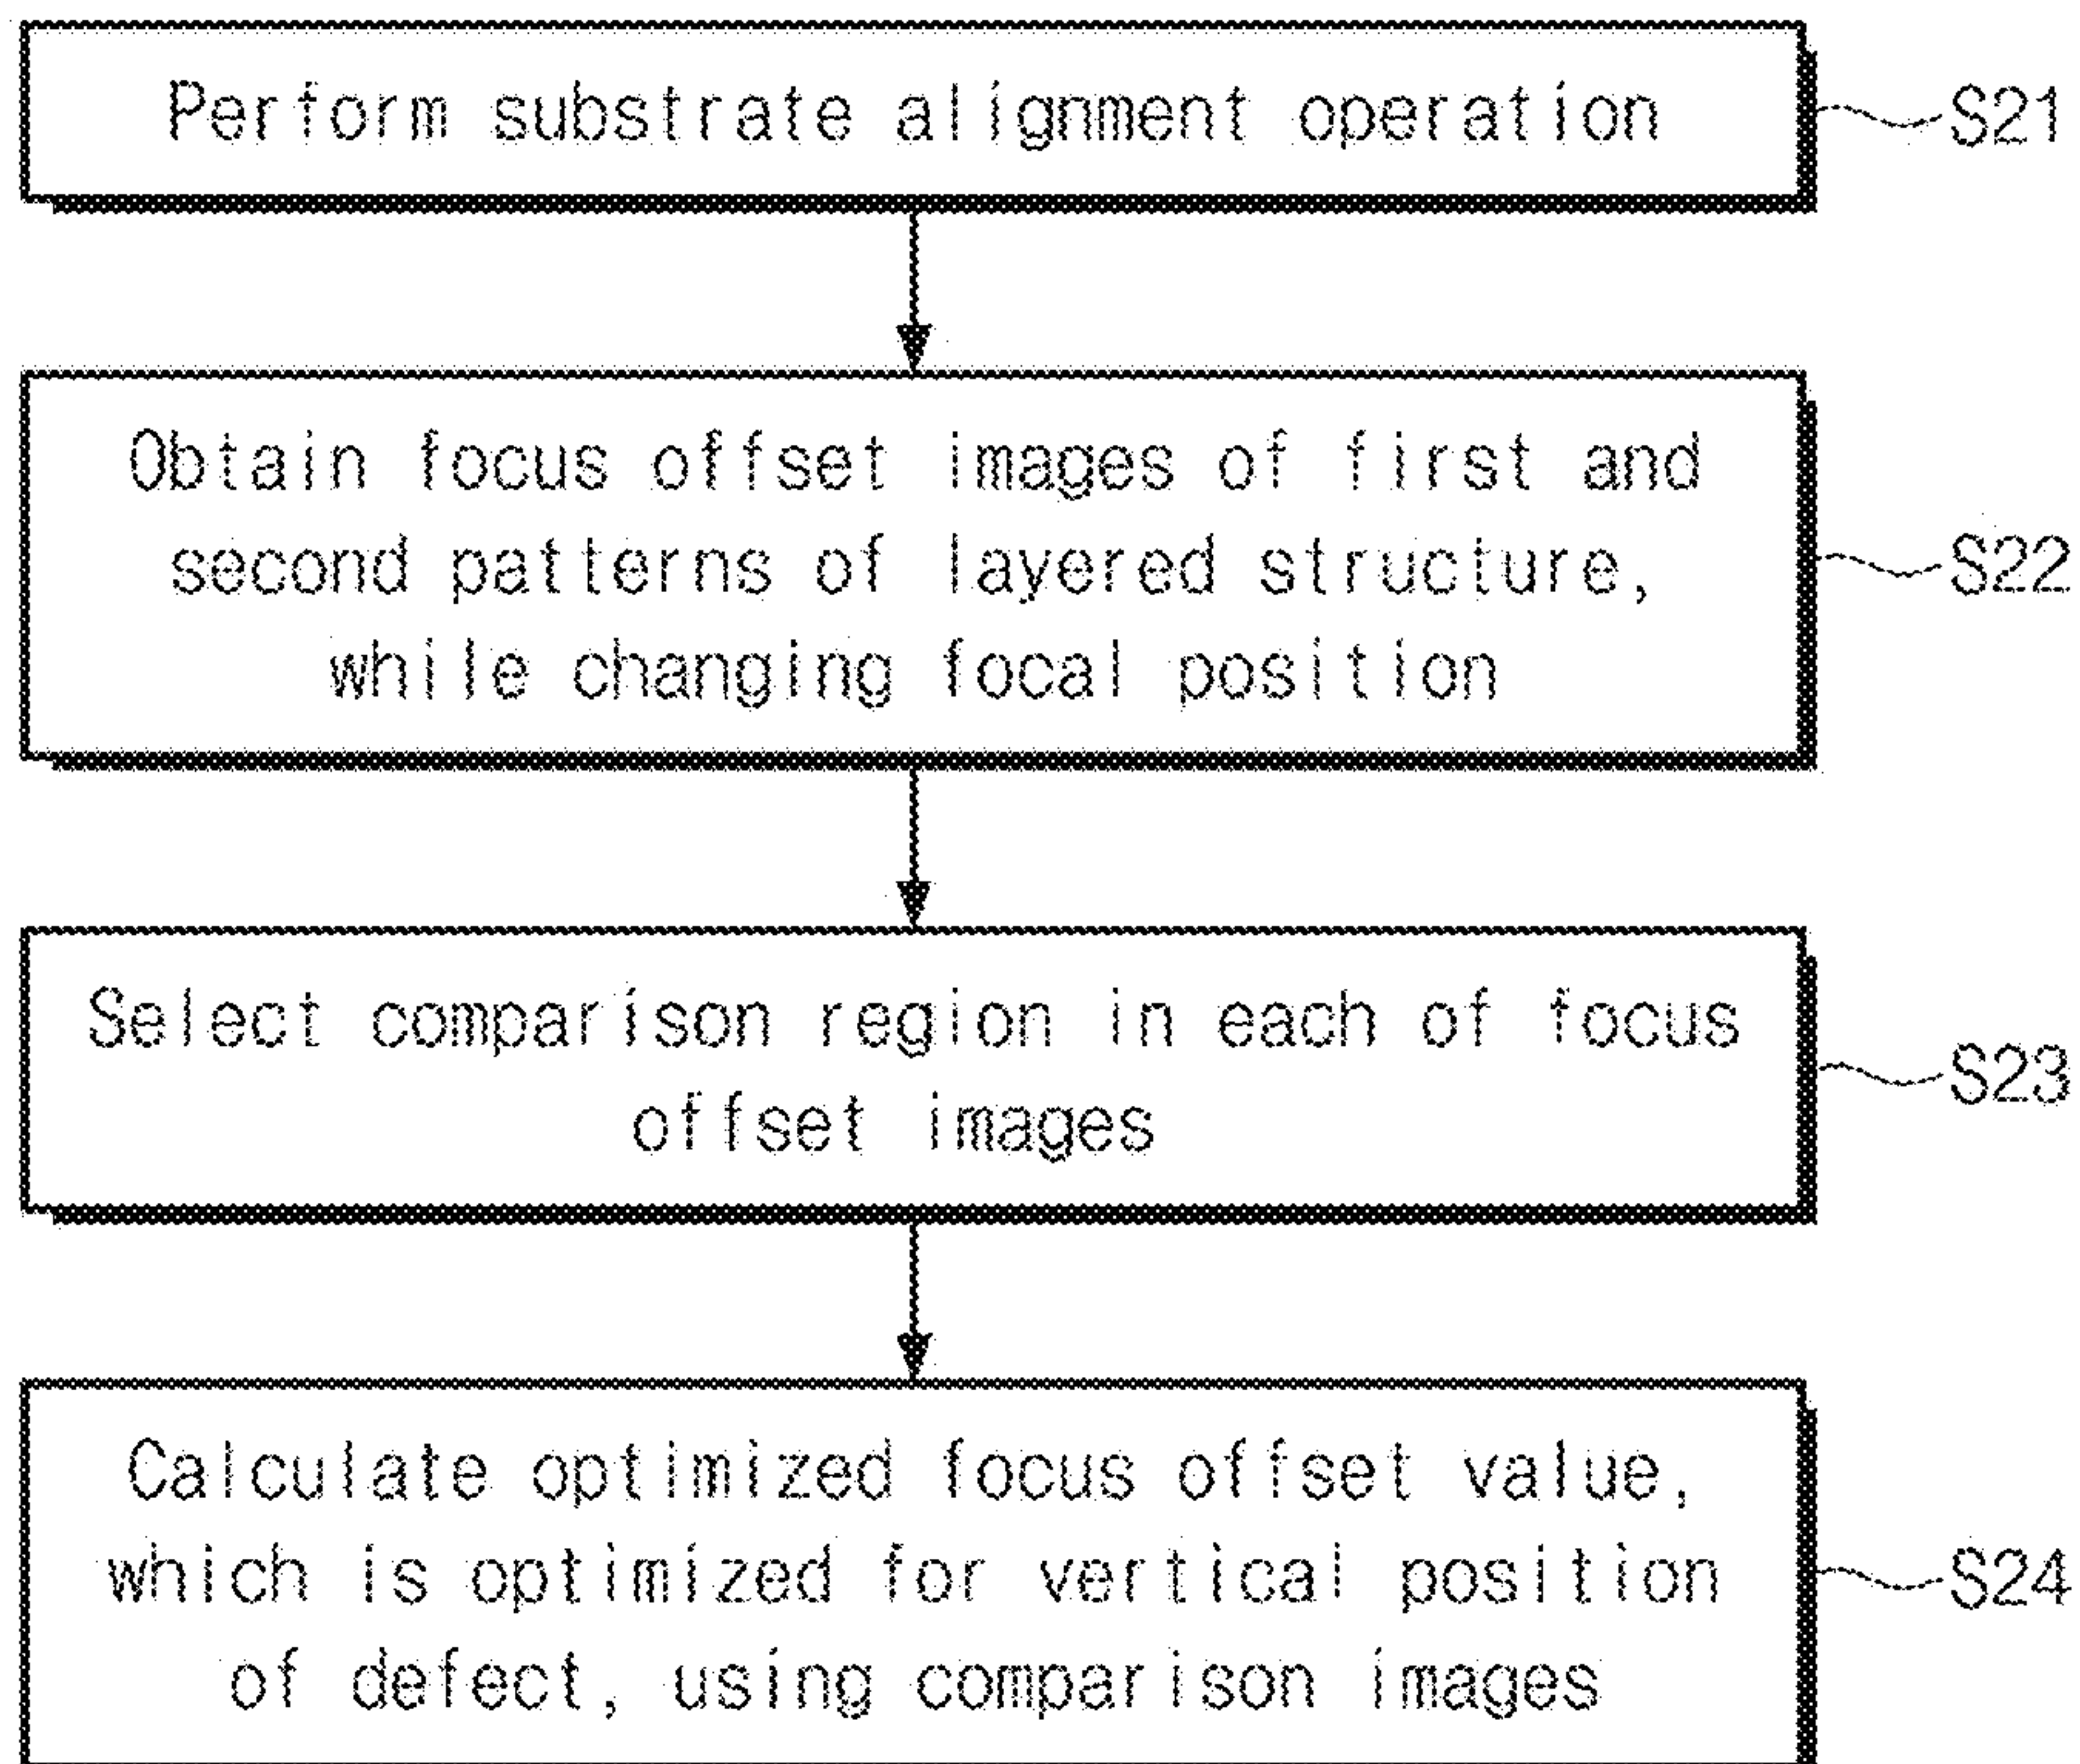 Perform substrate alignment operation
S21
Obtain focus offset images of first and
second patterns of layered structure,
while changing focal position
S22
Select comparison region in each of focus
offset images
S23
Calculate optimized focus offset value,
which is optimized for vertical position
of defect, using comparison images
S24